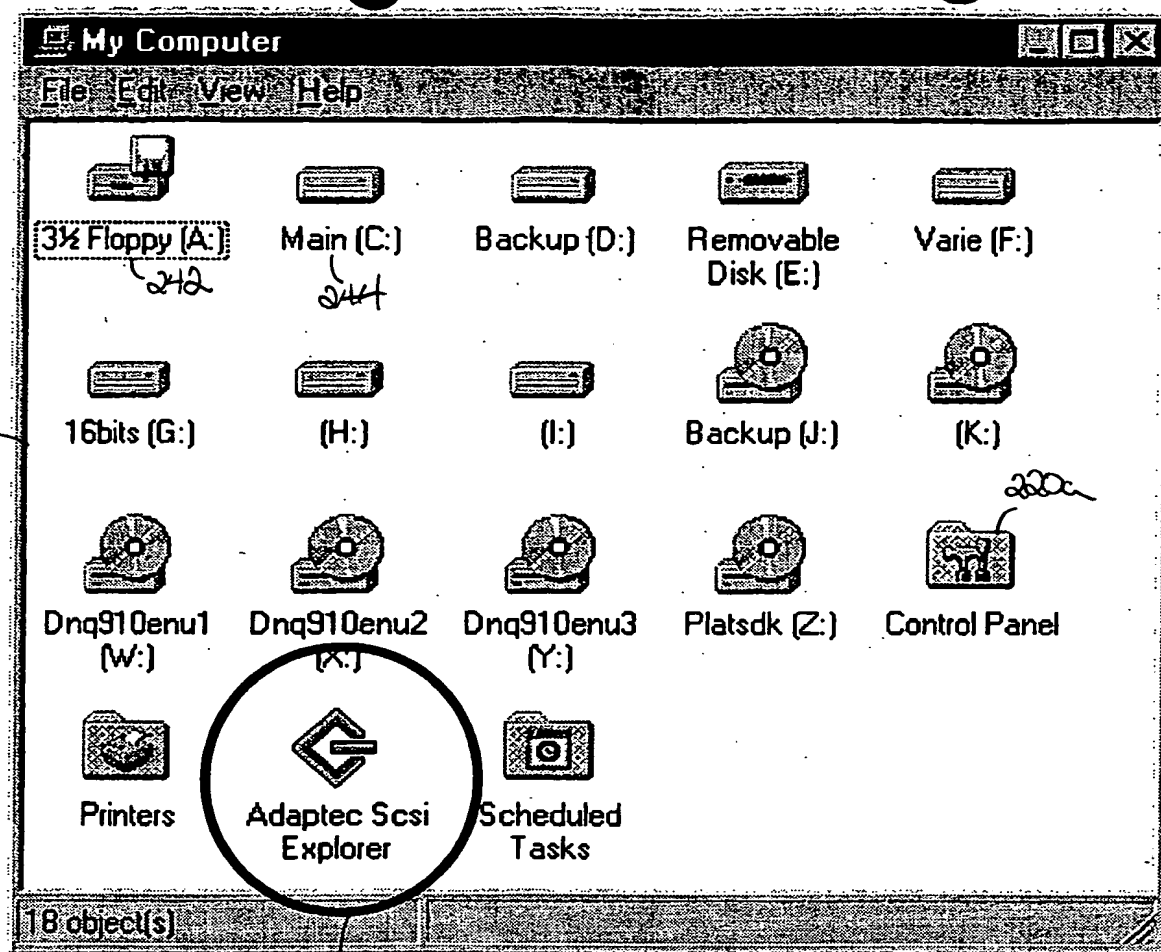 My Computer
File Edit View Help
3½ Floppy (A:) Main (C:) Backup (D:) Removable Disk (E:) Varie (F:)
242 244
16bits (G:) (H:) (I:) Backup (J:) (K:)
220a
Dnq910enu1 (W:) Dnq910enu2 (X:) Dnq910enu3 (Y:) Platsdk (Z:) Control Panel
Printers Adaptec Scsi Explorer Scheduled Tasks
18 object(s)